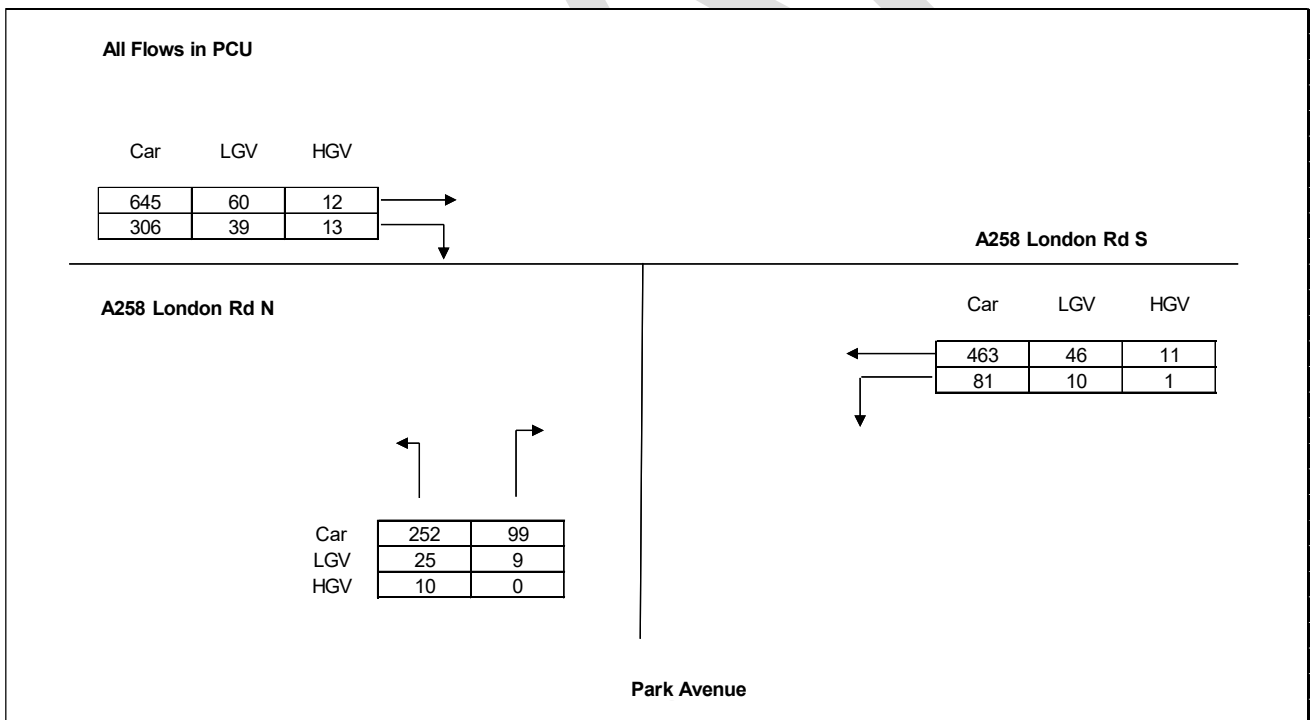 All Flows in PCU
Car LGV HGV
645 60 12
306 39 13
A258 London Rd S
A258 London Rd N
Car LGV HGV
463 46 11
81 10 1
Car 252 99
LGV 25 9
HGV 10 0
Park Avenue